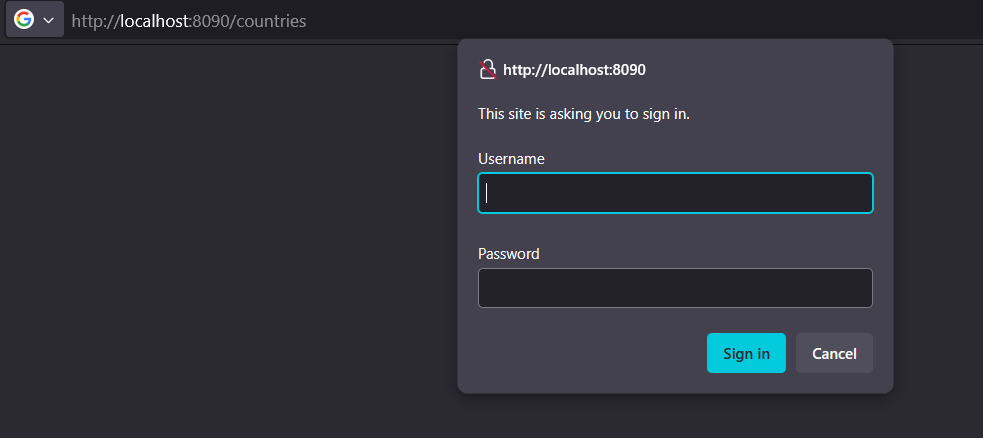 http://localhost:8090/countries
http://localhost:8090
This site is asking you to sign in.
Username
Password
Sign in Cancel